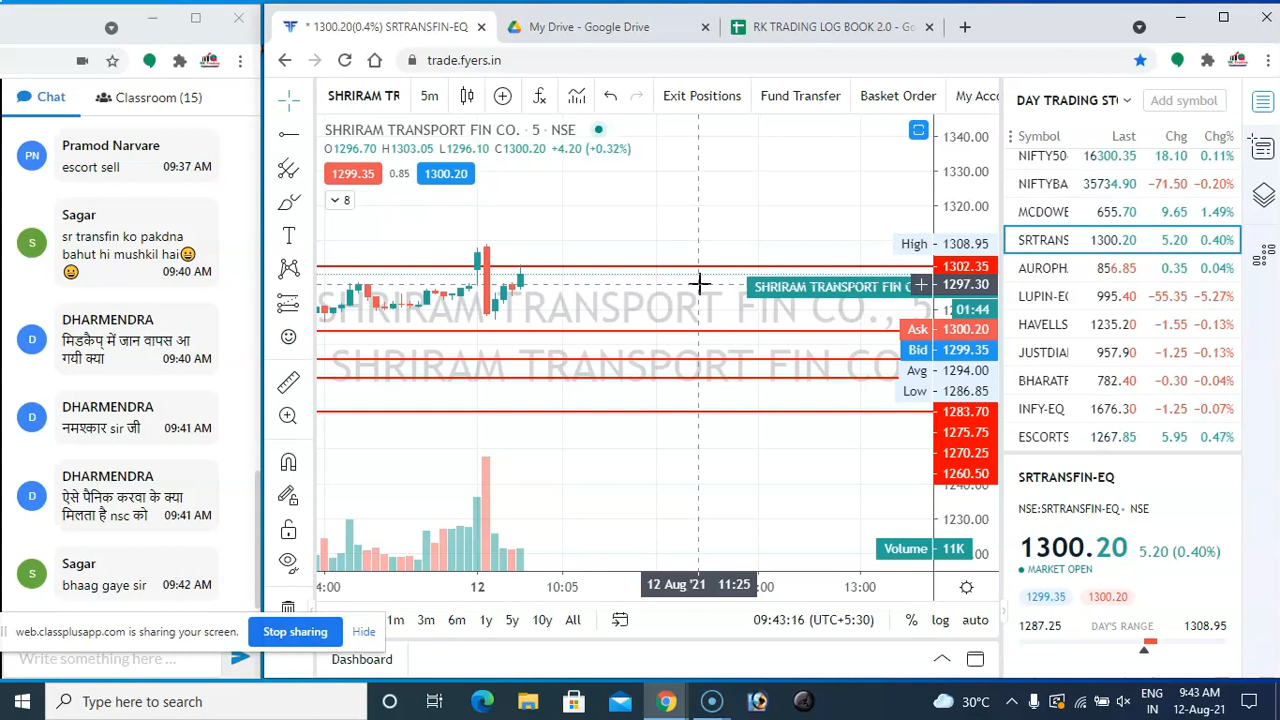 * 1300.20(0.4%) SRTRANSFIN-EQ
My Drive - Google Drive
RK TRADING LOG BOOK 2.0 - Go
trade.fyers.in
Chat
Classroom (15)
PN
Pramod Narvare
escort sell
09:37 AM
S
Sagar
sr transfin ko pakdna
bahut hi mushkil hai😀
😀
09:40 AM
D
DHARMENDRA
मिडकैप् में जान वापस आ
गयी क्या
09:40 AM
D
DHARMENDRA
नमश्कार sir जी
09:41 AM
D
DHARMENDRA
ऐसे पैनिक करवा के क्या
मिलता है nsc को
09:41 AM
S
Sagar
bhaag gaye sir
09:42 AM
web.classplusapp.com is sharing your screen.
Stop sharing
Hide
Write something here ...
SHRIRAM TR
5m
Exit Positions
Fund Transfer
Basket Order
My Acco
SHRIRAM TRANSPORT FIN CO. · 5 · NSE
O1296.70 H1303.05 L1296.10 C1300.20 +4.20 (+0.32%)
1299.35
0.85
1300.20
8
SHRIRAM TRANSPORT FIN CO., 5,
SHRIRAM TRANSPORT FIN CO.
1340.00
1330.00
1320.00
High
1308.95
1302.35
SHRIRAM TRANSPORT FIN C
1297.30
01:44
Ask
1300.20
Bid
1299.35
Avg
1294.00
Low
1286.85
1283.70
1275.75
1270.25
1260.50
1240.00
1230.00
Volume
11K
12
10:05
12 Aug '21 11:25
13:00
1m
3m
6m
1y
5y
10y
All
09:43:16 (UTC+5:30)
%
log
auto
Dashboard
DAY TRADING STO
Add symbol
Symbol Last Chg Chg%
NIFTY50- 16300.35 18.10 0.11%
NIFTYBA 35734.90 −71.50 −0.20%
MCDOWE 655.70 9.65 1.49%
SRTRANS 1300.20 5.20 0.40%
AUROPH 856.85 0.35 0.04%
LUPIN-EQ 995.40 −55.35 −5.27%
HAVELLS 1235.20 −1.55 −0.13%
JUSTDIA 957.90 −1.25 −0.13%
BHARATF 782.40 −0.30 −0.04%
INFY-EQ 1676.30 −1.25 −0.07%
ESCORTS 1267.85 5.95 0.47%
SRTRANSFIN-EQ
NSE:SRTRANSFIN-EQ • NSE
1300.20 5.20 (0.40%)
MARKET OPEN
1299.35
1300.20
1287.25
DAY'S RANGE
1308.95
Type here to search
30°C
ENG
IN
9:43 AM
12-Aug-21